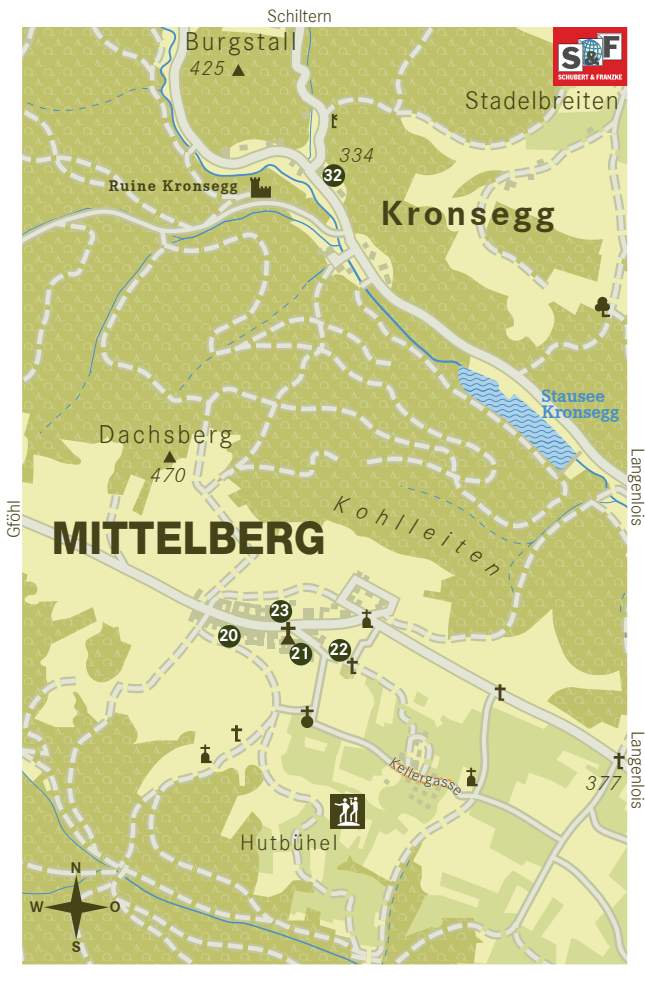 Schiltern
Burgstall
425
S&F
SCHUBERT & FRANZKE
Stadelbreiten
334
32
Ruine Kronsegg
Kronsegg
Stausee
Kronsegg
Dachsberg
470
Langenlois
Gföhl
Kohlleiten
MITTELBERG
23
20
21
22
Langenlois
377
Kellergasse
Hutbühel
N
W
O
S